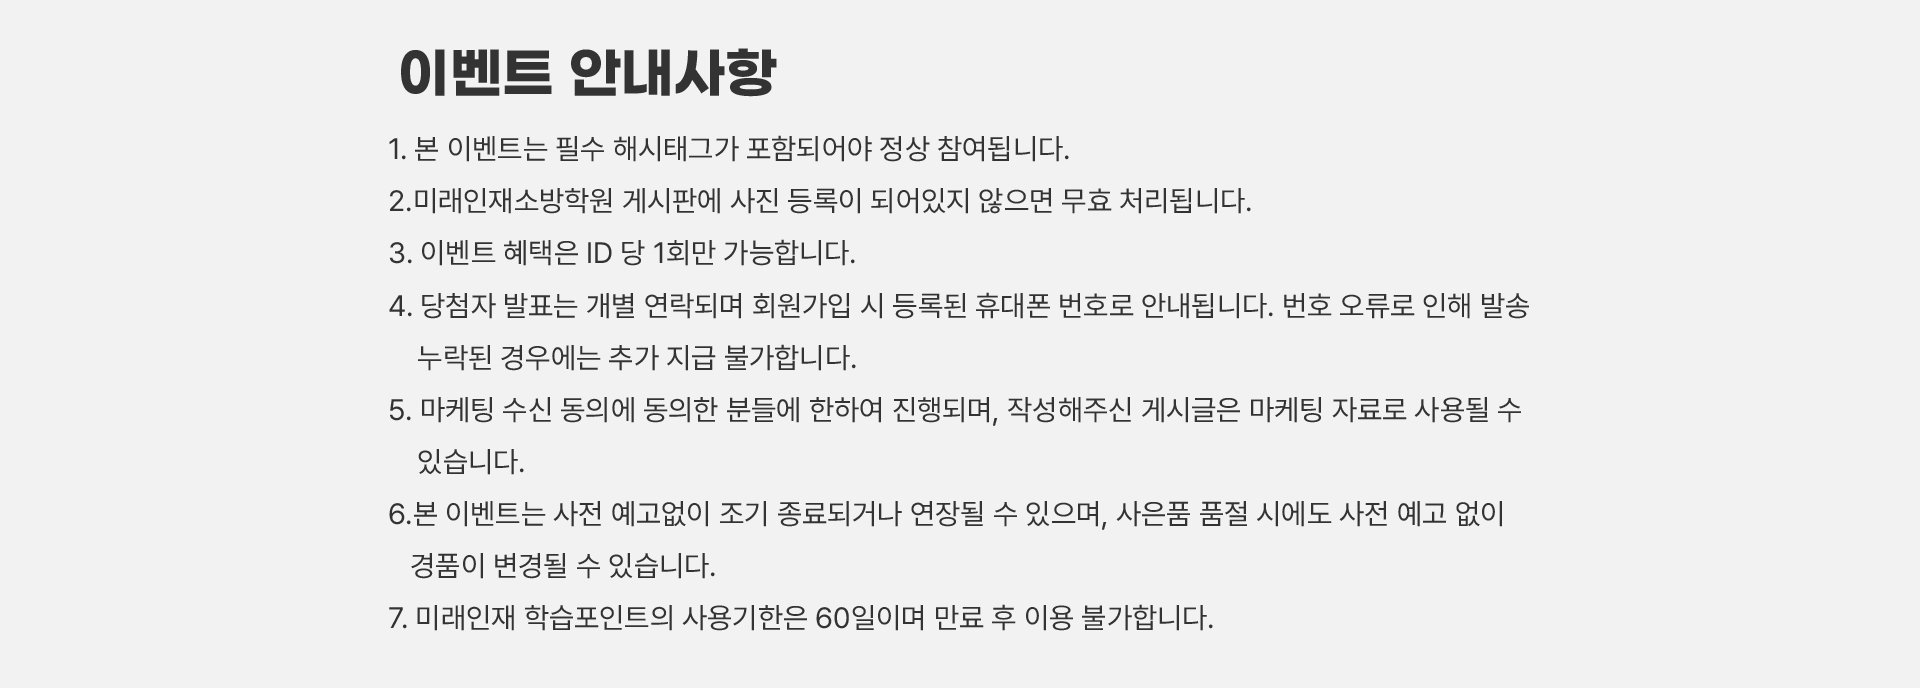 이벤트 안내사항
1. 본 이벤트는 필수 해시태그가 포함되어야 정상 참여됩니다.
2.미래인재소방학원 게시판에 사진 등록이 되어있지 않으면 무효 처리됩니다.
3. 이벤트 혜택은 ID 당 1회만 가능합니다.
4. 당첨자 발표는 개별 연락되며 회원가입 시 등록된 휴대폰 번호로 안내됩니다. 번호 오류로 인해 발송
누락된 경우에는 추가 지급 불가합니다.
5. 마케팅 수신 동의에 동의한 분들에 한하여 진행되며, 작성해주신 게시글은 마케팅 자료로 사용될 수
있습니다.
6.본 이벤트는 사전 예고없이 조기 종료되거나 연장될 수 있으며, 사은품 품절 시에도 사전 예고 없이
경품이 변경될 수 있습니다.
7. 미래인재 학습포인트의 사용기한은 60일이며 만료 후 이용 불가합니다.